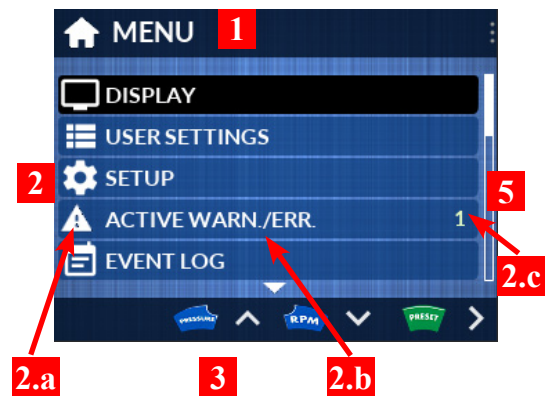 MENU
1
DISPLAY
USER SETTINGS
2
SETUP
5
ACTIVE WARN./ERR.
1
EVENT LOG
2.c
PRESSURE
RPM
PRESET
2.a
3
2.b